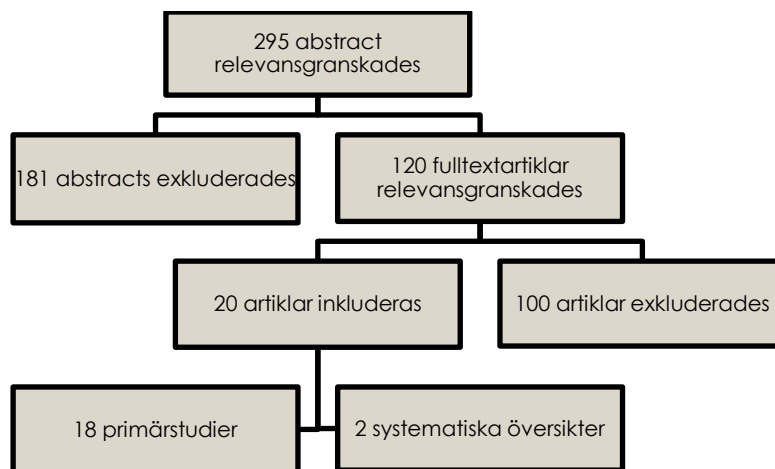 295 abstract
relevansgranskades
181 abstracts exkluderades
120 fulltextartiklar
relevansgranskades
20 artiklar inkluderas
100 artiklar exkluderades
18 primärstudier
2 systematiska översikter